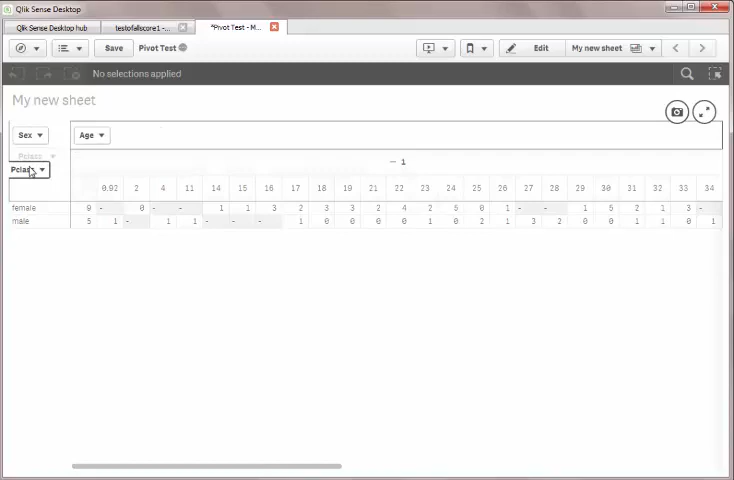 Qlik Sense Desktop
Qlik Sense Desktop hub
testofallscore1 -...
*Pivot Test - M...
Save
Pivot Test
Edit
My new sheet
No selections applied
My new sheet
Sex
Age
Pclass
Pclass
— 1
0.92 2 4 11 14 15 16 17 18 19 21 22 23 24 25 26 27 28 29 30 31 32 33 34
female 9 - 0 - - 1 1 3 2 3 3 2 4 2 5 0 1 - - 1 5 2 1 3 -
male 5 1 - 1 1 - - - 1 0 0 0 0 1 0 2 1 3 2 0 0 1 1 0 1